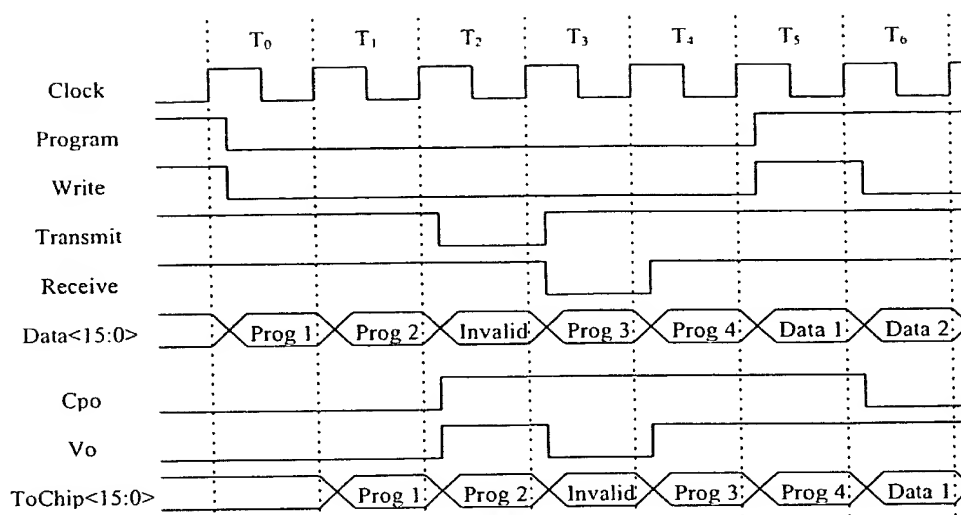 T₀ T₁ T₂ T₃ T₄ T₅ T₆
Clock
Program
Write
Transmit
Receive
Data<15:0> Prog 1 Prog 2 Invalid Prog 3 Prog 4 Data 1 Data 2
Cpo
Vo
ToChip<15:0> Prog 1 Prog 2 Invalid Prog 3 Prog 4 Data 1